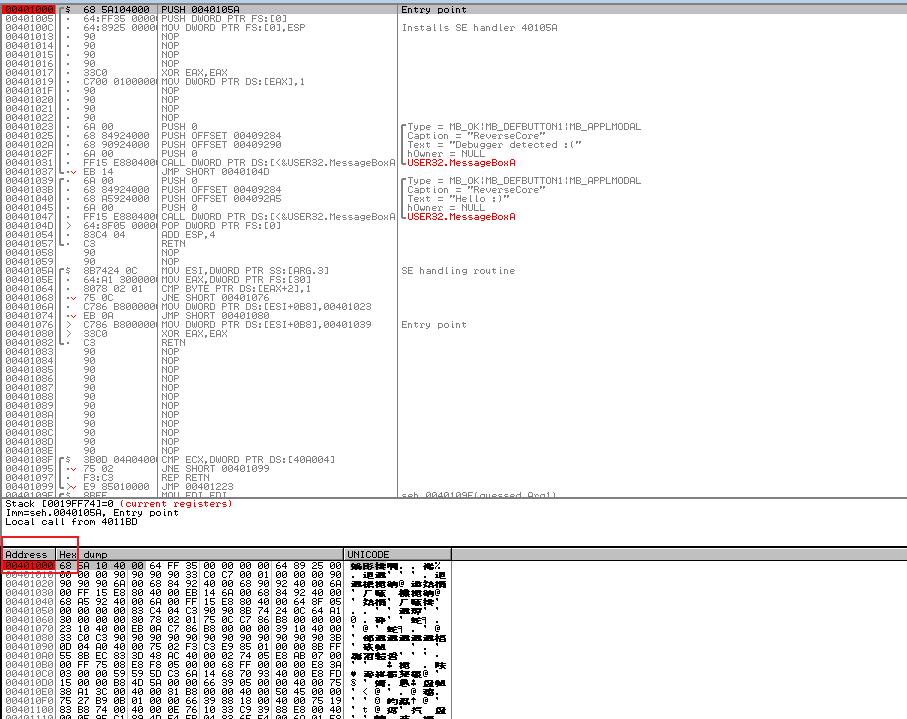 00401000 ┌$ 68 5A104000 PUSH 0040105A Entry point
00401005 · 64:FF35 0000 PUSH DWORD PTR FS:[0]
0040100C · 64:8925 0000 MOV DWORD PTR FS:[0],ESP Installs SE handler 40105A
00401013 · 90 NOP
00401014 · 90 NOP
00401015 · 90 NOP
00401016 · 90 NOP
00401017 · 33C0 XOR EAX,EAX
00401019 · C700 0100000 MOV DWORD PTR DS:[EAX],1
0040101F · 90 NOP
00401020 · 90 NOP
00401021 · 90 NOP
00401022 · 90 NOP
00401023 · 6A 00 PUSH 0 Type = MB_OK|MB_DEFBUTTON1|MB_APPLMODAL
00401025 · 68 84924000 PUSH OFFSET 00409284 Caption = "ReverseCore"
0040102A · 68 90924000 PUSH OFFSET 00409290 Text = "Debugger detected :("
0040102F · 6A 00 PUSH 0 hOwner = NULL
00401031 · FF15 E880400 CALL DWORD PTR DS:[<&USER32.MessageBoxA USER32.MessageBoxA
00401037 · EB 14 JMP SHORT 0040104D
00401039 · 6A 00 PUSH 0 Type = MB_OK|MB_DEFBUTTON1|MB_APPLMODAL
0040103B · 68 84924000 PUSH OFFSET 00409284 Caption = "ReverseCore"
00401040 · 68 A5924000 PUSH OFFSET 004092A5 Text = "Hello :)"
00401045 · 6A 00 PUSH 0 hOwner = NULL
00401047 · FF15 E880400 CALL DWORD PTR DS:[<&USER32.MessageBoxA USER32.MessageBoxA
0040104D > 64:8F05 0000 POP DWORD PTR FS:[0]
00401054 · 83C4 04 ADD ESP,4
00401057 · C3 RETN
00401058 90 NOP
00401059 90 NOP
0040105A $ 8B7424 0C MOV ESI,DWORD PTR SS:[ARG.3] SE handling routine
0040105E · 64:A1 300000 MOV EAX,DWORD PTR FS:[30]
00401064 · 8078 02 01 CMP BYTE PTR DS:[EAX+2],1
00401068 · 75 0C JNE SHORT 00401076
0040106A · C786 B800000 MOV DWORD PTR DS:[ESI+0B8],00401023
00401074 · EB 0A JMP SHORT 00401080
00401076 > C786 B800000 MOV DWORD PTR DS:[ESI+0B8],00401039 Entry point
00401080 > 33C0 XOR EAX,EAX
00401082 · C3 RETN
00401083 90 NOP
00401084 90 NOP
00401085 90 NOP
00401086 90 NOP
00401087 90 NOP
00401088 90 NOP
00401089 90 NOP
0040108A 90 NOP
0040108B 90 NOP
0040108C 90 NOP
0040108D 90 NOP
0040108E 90 NOP
0040108F $ 3B0D 04A0400 CMP ECX,DWORD PTR DS:[40A004]
00401095 · 75 02 JNE SHORT 00401099
00401097 · F3:C3 REP RETN
00401099 > E9 85010000 JMP 00401223
0040109E $ 8BFF MOV EDI,EDI seh.0040109E(guessed Arg1)
Stack [0019FF74]=0 (current registers)
Imm=seh.0040105A, Entry point
Local call from 4011BD
Address Hex dump UNICODE
00401000 68 5A 10 40 00 64 FF 35 00 00 00 00 64 89 25 00
00401010 00 00 00 90 90 90 90 33 C0 C7 00 01 00 00 00 90
00401020 90 90 90 6A 00 68 84 92 40 00 68 90 92 40 00 6A
00401030 00 FF 15 E8 80 40 00 EB 14 6A 00 68 84 92 40 00
00401040 68 A5 92 40 00 6A 00 FF 15 E8 80 40 00 64 8F 05
00401050 00 00 00 00 83 C4 04 C3 90 90 8B 74 24 0C 64 A1
00401060 30 00 00 00 80 78 02 01 75 0C C7 86 B8 00 00 00
00401070 23 10 40 00 EB 0A C7 86 B8 00 00 00 39 10 40 00
00401080 33 C0 C3 90 90 90 90 90 90 90 90 90 90 90 90 3B
00401090 0D 04 A0 40 00 75 02 F3 C3 E9 85 01 00 00 8B FF
004010A0 55 8B EC 83 3D 48 AC 40 00 02 74 05 E8 AB 07 00
004010B0 00 FF 75 08 E8 F8 05 00 00 68 FF 00 00 00 E8 3A
004010C0 03 00 00 59 59 5D C3 6A 14 68 70 93 40 00 E8 FD
004010D0 15 00 00 B8 4D 5A 00 00 66 39 05 00 00 40 00 75
004010E0 38 A1 3C 00 40 00 81 B8 00 00 40 00 50 45 00 00
004010F0 75 27 B9 0B 01 00 00 66 39 88 18 00 40 00 75 19
00401100 83 B8 74 00 40 00 0E 76 10 33 C9 39 88 E8 00 40